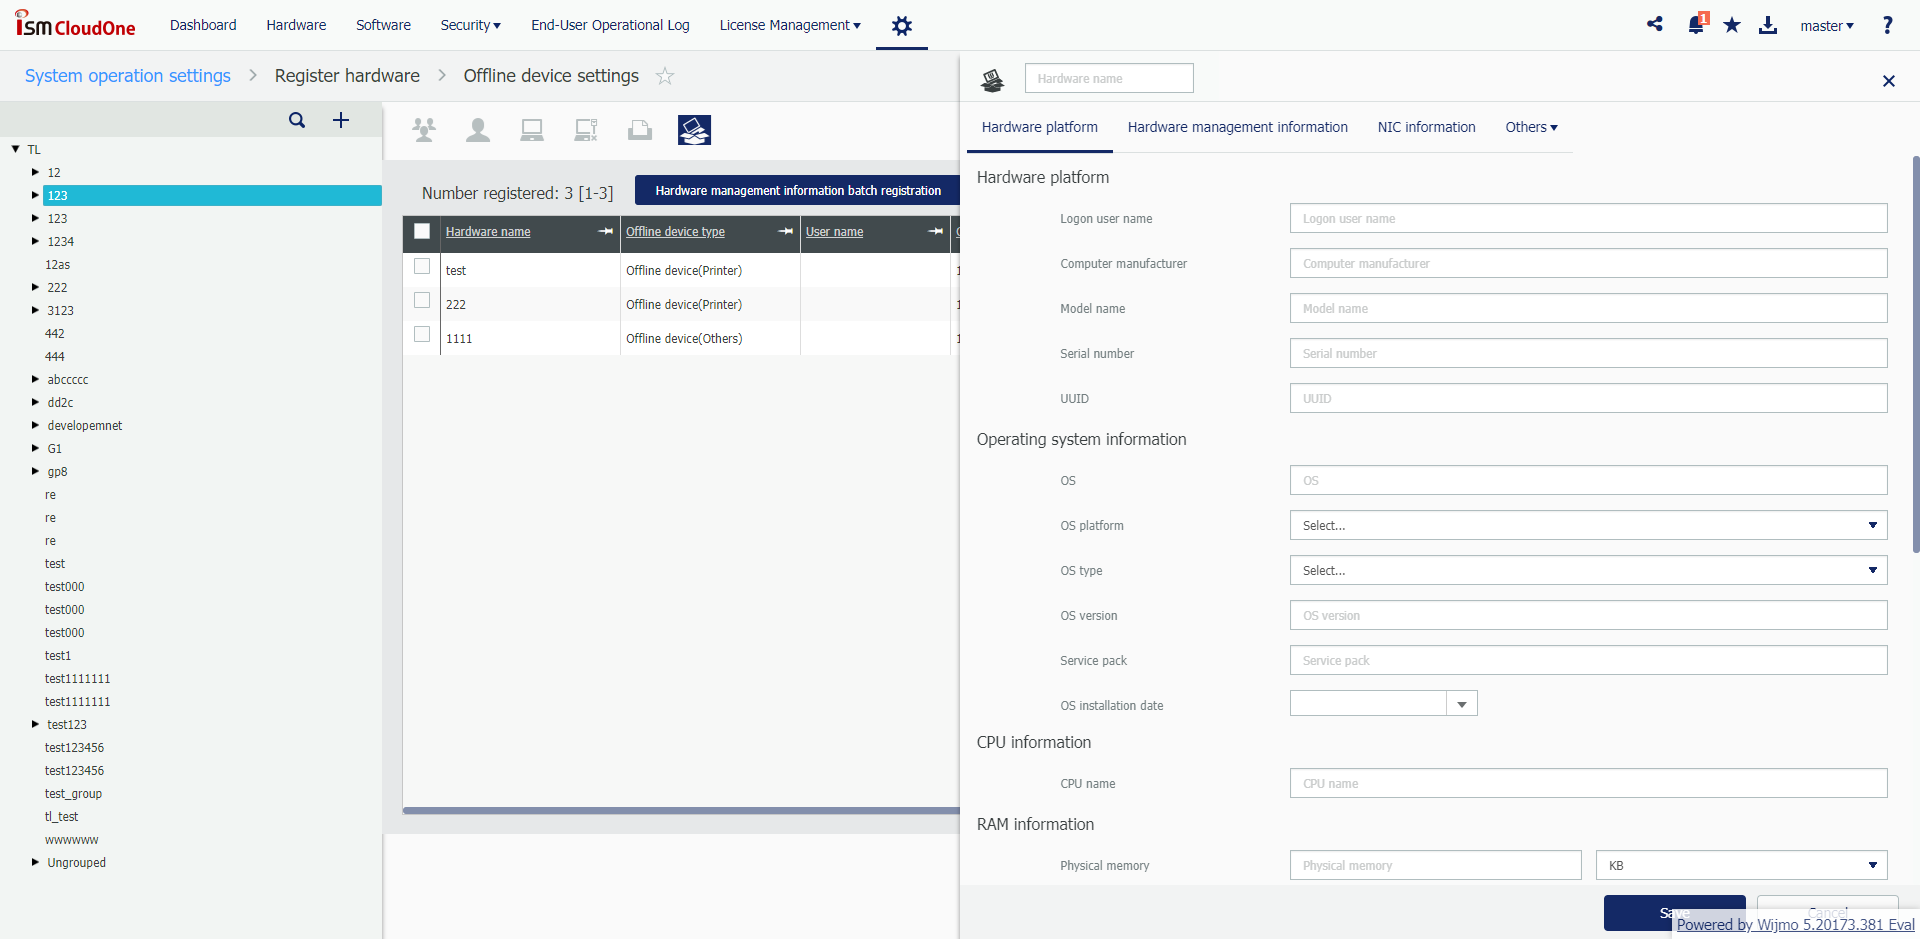 ismCloudOne Dashboard Hardware Software Security End-User Operational Log License Management 1 master ?
System operation settings > Register hardware > Offline device settings
Hardware name
Hardware platform Hardware management information NIC information Others
TL
12
123
123
1234
12as
222
3123
442
444
abccccc
dd2c
developemnet
G1
gp8
re
re
re
test
test000
test000
test000
test1
test1111111
test1111111
test123
test123456
test123456
test_group
tl_test
wwwwww
Ungrouped
Number registered: 3 [1-3] Hardware management information batch registration
Hardware name Offline device type User name
test Offline device(Printer) 1
222 Offline device(Printer) 1
1111 Offline device(Others) 1
Hardware platform
Logon user name Logon user name
Computer manufacturer Computer manufacturer
Model name Model name
Serial number Serial number
UUID UUID
Operating system information
OS OS
OS platform Select...
OS type Select...
OS version OS version
Service pack Service pack
OS installation date
CPU information
CPU name CPU name
RAM information
Physical memory Physical memory KB
Save Cancel
Powered by Wijmo 5.20173.381 Eval